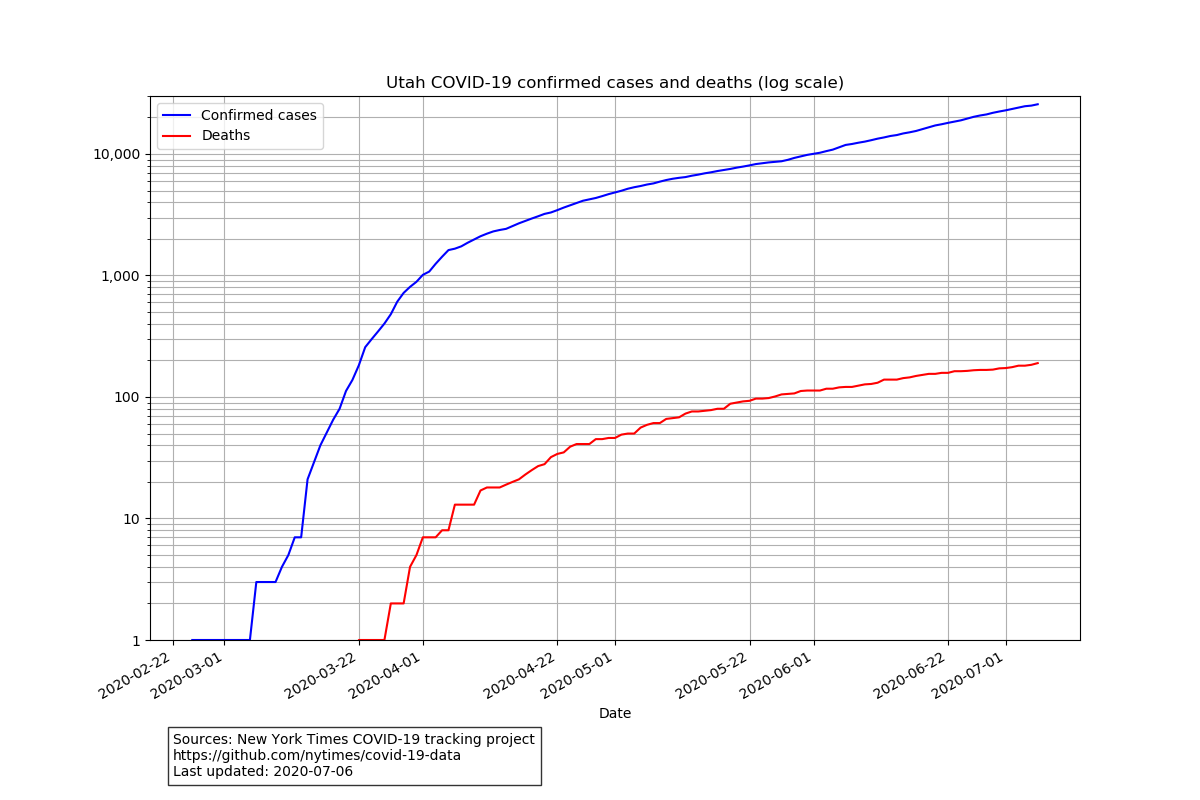 Utah COVID-19 confirmed cases and deaths (log scale)
Confirmed cases
Deaths
10,000
1,000
100
10
1
2020-02-22
2020-03-01
2020-03-22
2020-04-01
2020-04-22
2020-05-01
2020-05-22
2020-06-01
2020-06-22
2020-07-01
Date
Sources: New York Times COVID-19 tracking project
https://github.com/nytimes/covid-19-data
Last updated: 2020-07-06